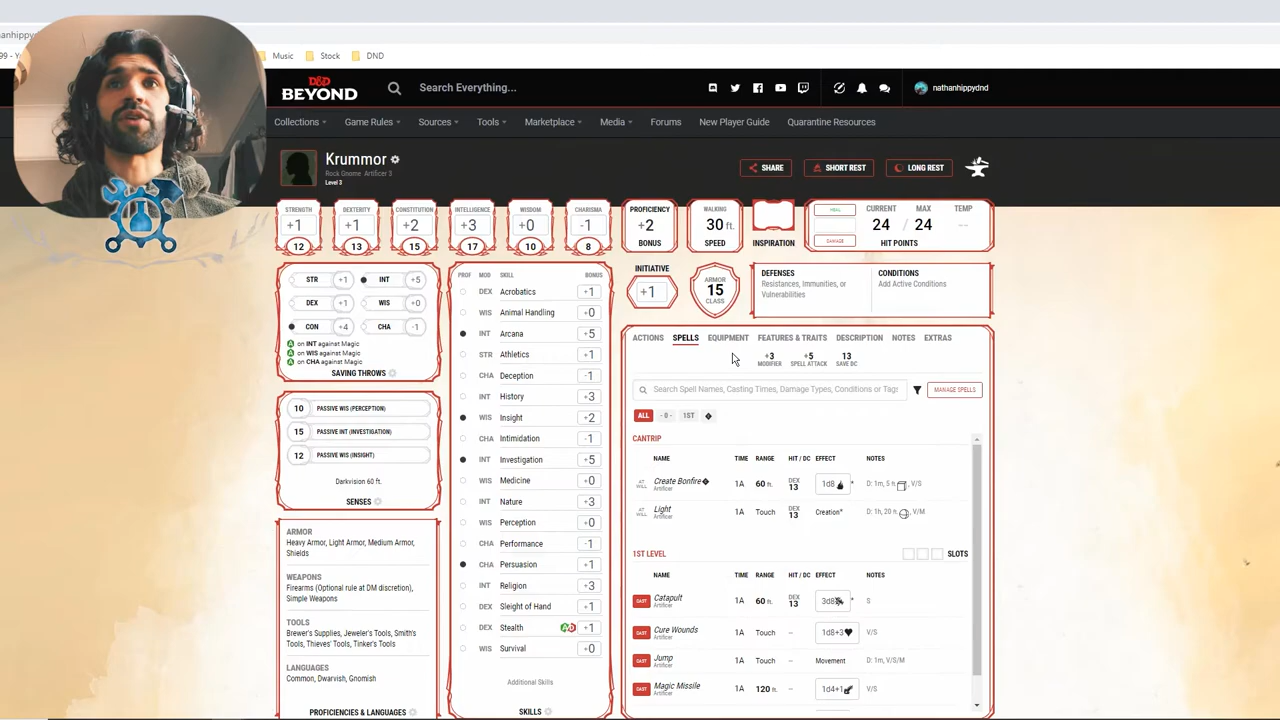 anhippyd
99 - Y
Music Stock DND
D&D BEYOND
Search Everything...
nathanhippydnd
Collections Game Rules Sources Tools Marketplace Media Forums New Player Guide Quarantine Resources
Krummor
Rock Gnome Artificer 3
Level 3
SHARE SHORT REST LONG REST
STRENGTH +1 12
DEXTERITY +1 13
CONSTITUTION +2 15
INTELLIGENCE +3 17
WISDOM +0 10
CHARISMA -1 8
PROFICIENCY +2 BONUS
WALKING 30 ft. SPEED
INSPIRATION
HEAL
DAMAGE
CURRENT MAX TEMP
24 / 24 --
HIT POINTS
STR +1 INT +5
DEX +1 WIS +0
CON +4 CHA -1
A on INT against Magic
A on WIS against Magic
A on CHA against Magic
SAVING THROWS
10 PASSIVE WIS (PERCEPTION)
15 PASSIVE INT (INVESTIGATION)
12 PASSIVE WIS (INSIGHT)
Darkvision 60 ft.
SENSES
ARMOR
Heavy Armor, Light Armor, Medium Armor,
Shields
WEAPONS
Firearms (Optional rule at DM discretion),
Simple Weapons
TOOLS
Brewer's Supplies, Jeweler's Tools, Smith's
Tools, Thieves' Tools, Tinker's Tools
LANGUAGES
Common, Dwarvish, Gnomish
PROFICIENCIES & LANGUAGES
PROF MOD SKILL BONUS
DEX Acrobatics +1
WIS Animal Handling +0
INT Arcana +5
STR Athletics +1
CHA Deception -1
INT History +3
WIS Insight +2
CHA Intimidation -1
INT Investigation +5
WIS Medicine +0
INT Nature +3
WIS Perception +0
CHA Performance -1
CHA Persuasion +1
INT Religion +3
DEX Sleight of Hand +1
DEX Stealth A D +1
WIS Survival +0
Additional Skills
SKILLS
INITIATIVE
+1
ARMOR
15
CLASS
DEFENSES
Resistances, Immunities, or
Vulnerabilities
CONDITIONS
Add Active Conditions
ACTIONS SPELLS EQUIPMENT FEATURES & TRAITS DESCRIPTION NOTES EXTRAS
+3 +5 13
MODIFIER SPELL ATTACK SAVE DC
Search Spell Names, Casting Times, Damage Types, Conditions or Tags
MANAGE SPELLS
ALL - 0 - 1ST
CANTRIP
NAME TIME RANGE HIT / DC EFFECT NOTES
AT WILL Create Bonfire Artificer 1A 60 ft. DEX 13 1d8 * D: 1m, 5 ft. , V/S
AT WILL Light Artificer 1A Touch DEX 13 Creation* D: 1h, 20 ft. , V/M
1ST LEVEL SLOTS
NAME TIME RANGE HIT / DC EFFECT NOTES
CAST Catapult Artificer 1A 60 ft. DEX 13 3d8 * S
CAST Cure Wounds Artificer 1A Touch -- 1d8+3 V/S
CAST Jump Artificer 1A Touch -- Movement D: 1m, V/S/M
CAST Magic Missile Artificer 1A 120 ft. -- 1d4+1 V/S